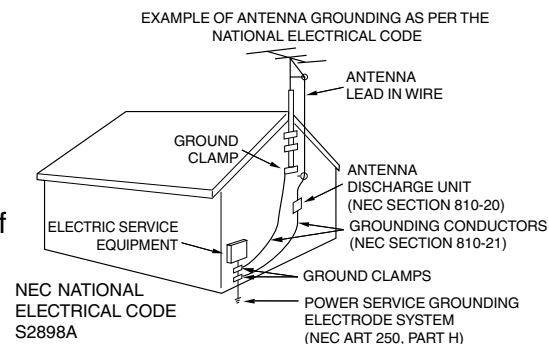 EXAMPLE OF ANTENNA GROUNDING AS PER THE
NATIONAL ELECTRICAL CODE
ANTENNA
LEAD IN WIRE
GROUND
CLAMP
ANTENNA
DISCHARGE UNIT
(NEC SECTION 810-20)
f
ELECTRIC SERVICE
EQUIPMENT
GROUNDING CONDUCTORS
(NEC SECTION 810-21)
GROUND CLAMPS
NEC NATIONAL
ELECTRICAL CODE
S2898A
POWER SERVICE GROUNDING
ELECTRODE SYSTEM
(NEC ART 250, PART H)